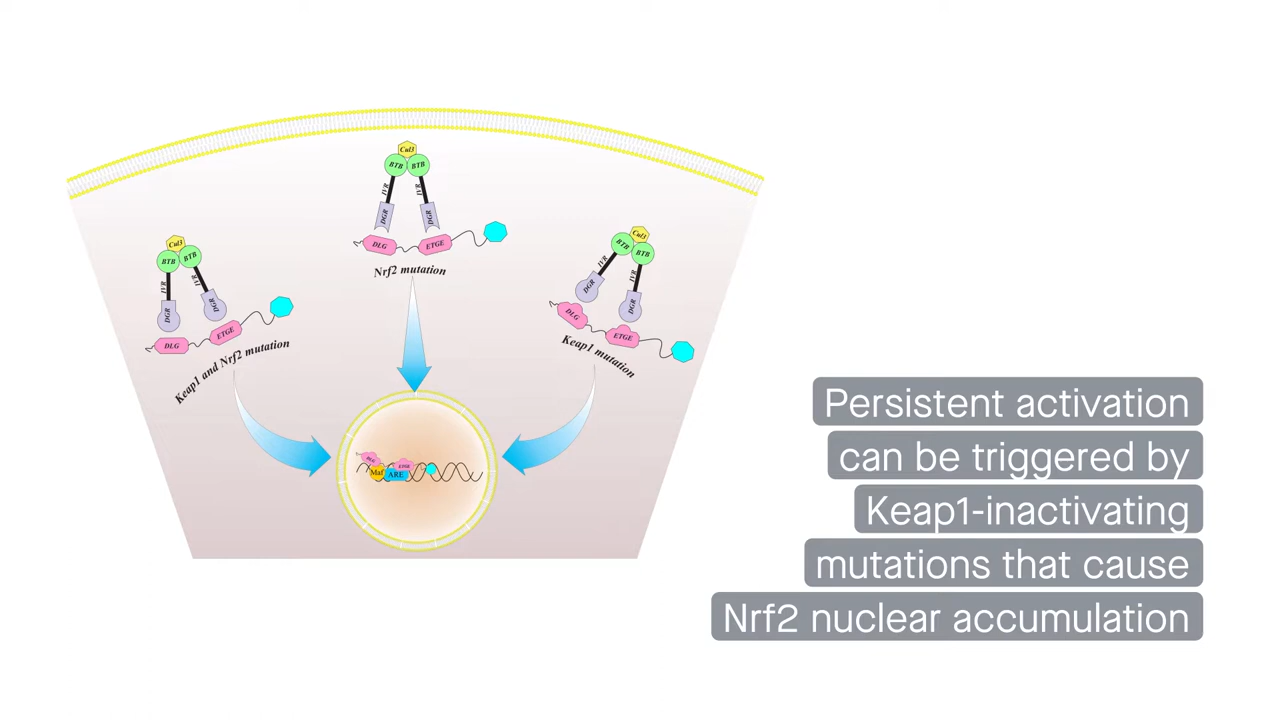 Cul3
BTB BTB
IVR IVR
DGR DGR
DLG ETGE
Nrf2 mutation
Cul3
BTB BTB
IVR IVR
DGR DGR
DLG ETGE
Keap1 and Nrf2 mutation
Cul3
BTB BTB
IVR IVR
DGR DGR
DLG ETGE
Keap1 mutation
DLG ETGE
Maf ARE
Persistent activation
can be triggered by
Keap1-inactivating
mutations that cause
Nrf2 nuclear accumulation